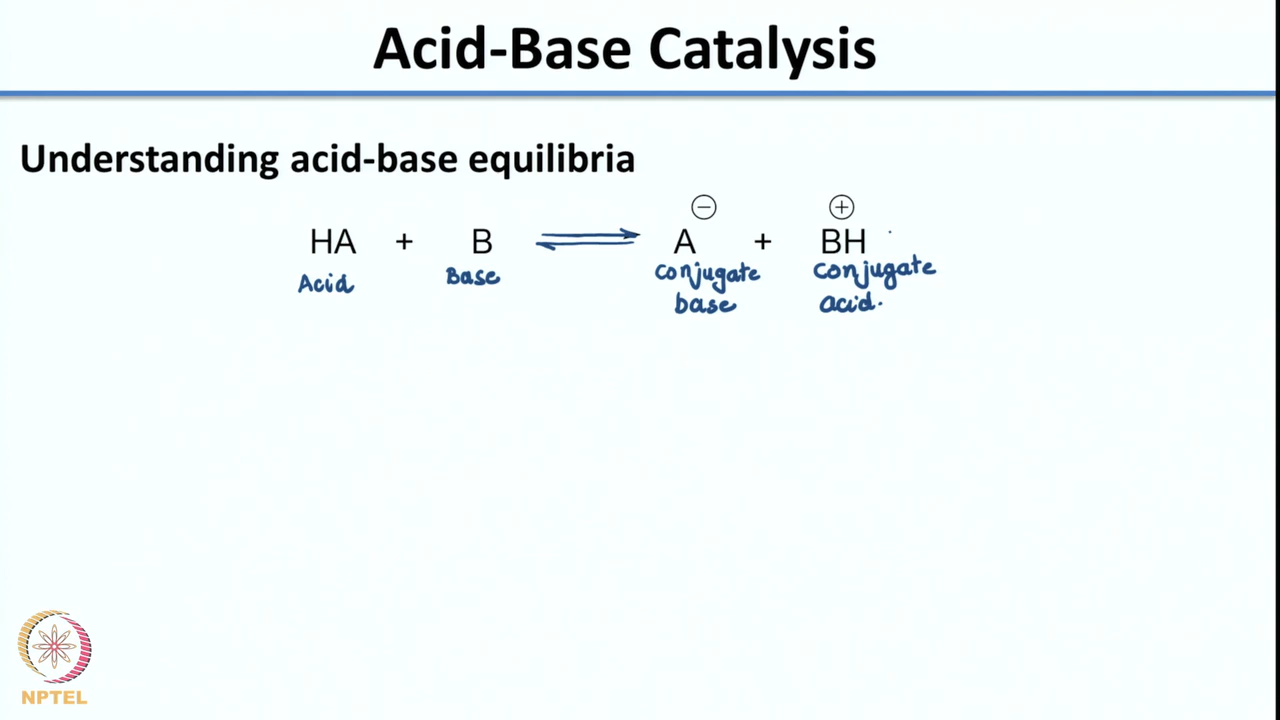 Acid-Base Catalysis
Understanding acid-base equilibria
⊖ ⊕
HA + B ⇌ A + BH
Acid Base conjugate base conjugate acid.
NPTEL